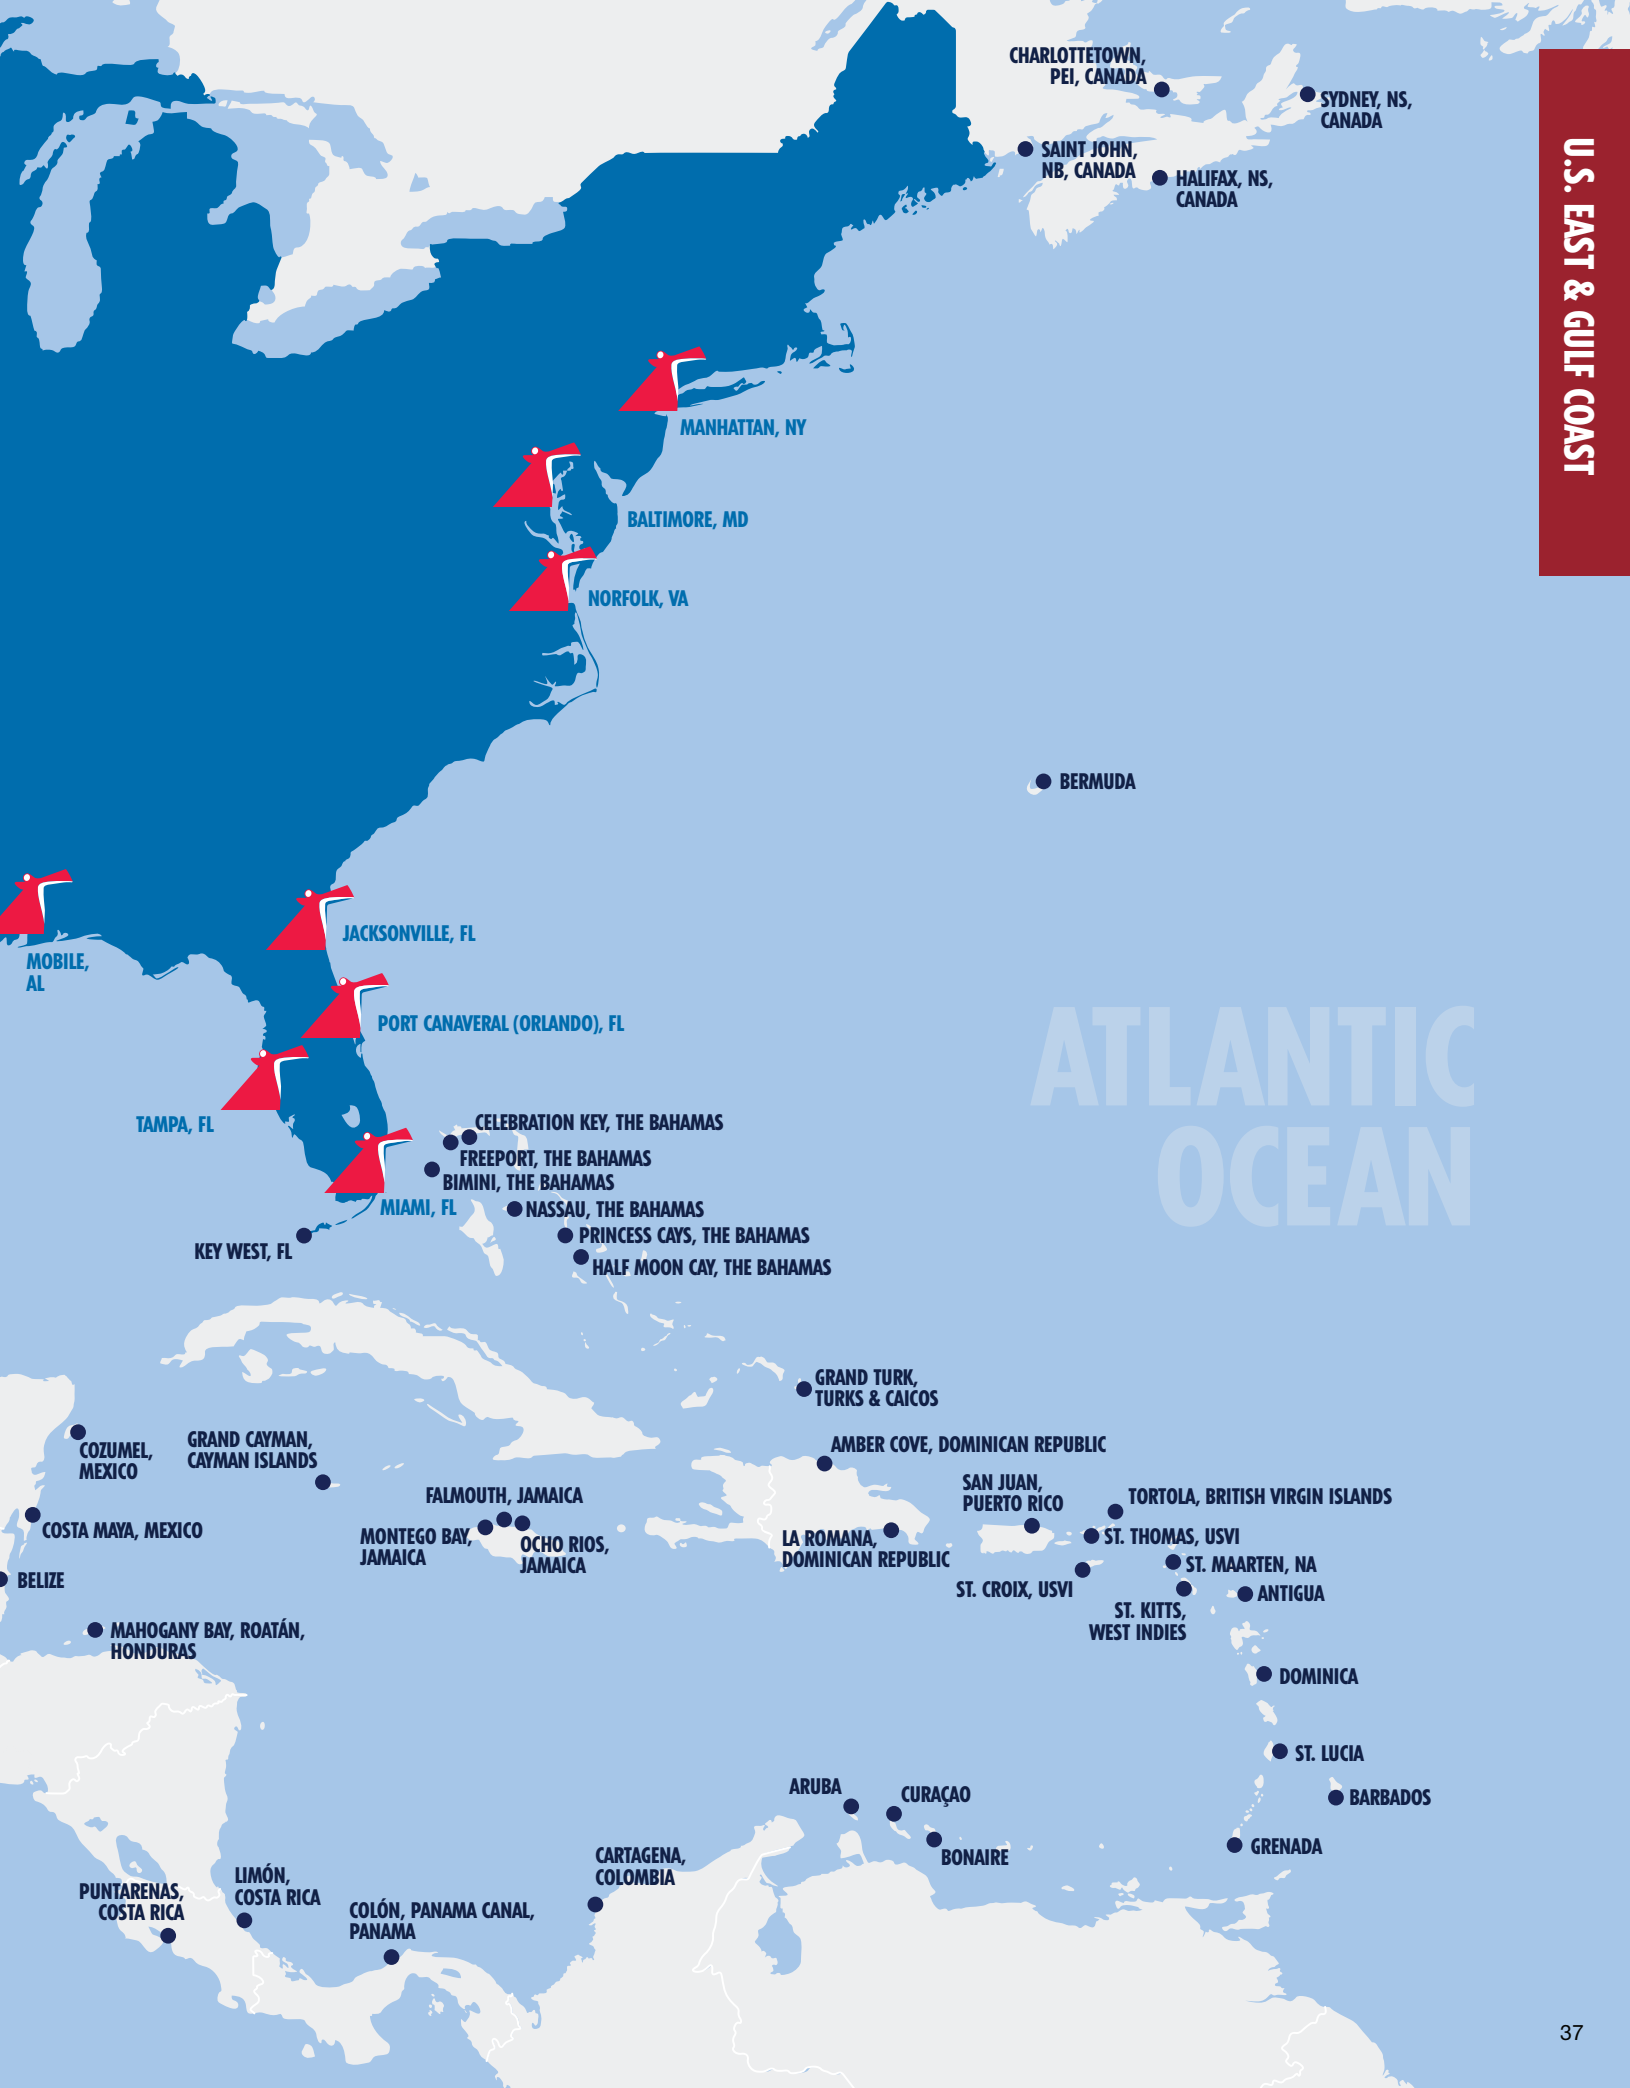 CHARLOTTETOWN,
PEI, CANADA
SYDNEY, NS,
CANADA
SAINT JOHN,
NB, CANADA
HALIFAX, NS,
CANADA
U.S. EAST & GULF COAST
MANHATTAN, NY
BALTIMORE, MD
NORFOLK, VA
BERMUDA
JACKSONVILLE, FL
MOBILE,
AL
PORT CANAVERAL (ORLANDO), FL
ATLANTIC
OCEAN
TAMPA, FL
CELEBRATION KEY, THE BAHAMAS
FREEPORT, THE BAHAMAS
BIMINI, THE BAHAMAS
MIAMI, FL
NASSAU, THE BAHAMAS
PRINCESS CAYS, THE BAHAMAS
KEY WEST, FL
HALF MOON CAY, THE BAHAMAS
GRAND TURK,
TURKS & CAICOS
COZUMEL,
MEXICO
GRAND CAYMAN,
CAYMAN ISLANDS
AMBER COVE, DOMINICAN REPUBLIC
SAN JUAN,
PUERTO RICO
TORTOLA, BRITISH VIRGIN ISLANDS
FALMOUTH, JAMAICA
COSTA MAYA, MEXICO
MONTEGO BAY,
JAMAICA
OCHO RIOS,
JAMAICA
LA ROMANA,
DOMINICAN REPUBLIC
ST. THOMAS, USVI
ST. MAARTEN, NA
BELIZE
ST. CROIX, USVI
ANTIGUA
ST. KITTS,
WEST INDIES
MAHOGANY BAY, ROATÁN,
HONDURAS
DOMINICA
ST. LUCIA
ARUBA
CURAÇAO
BARBADOS
GRENADA
BONAIRE
CARTAGENA,
COLOMBIA
PUNTARENAS,
COSTA RICA
LIMÓN,
COSTA RICA
COLÓN, PANAMA CANAL,
PANAMA
37